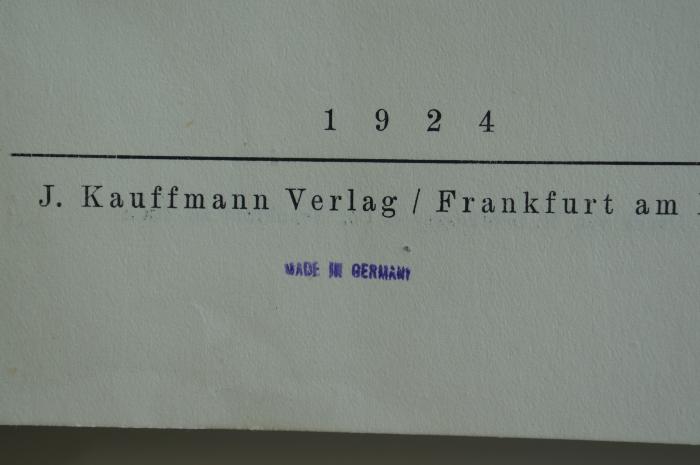 1 9 2 4
J. Kauffmann Verlag / Frankfurt am
MADE IN GERMANY